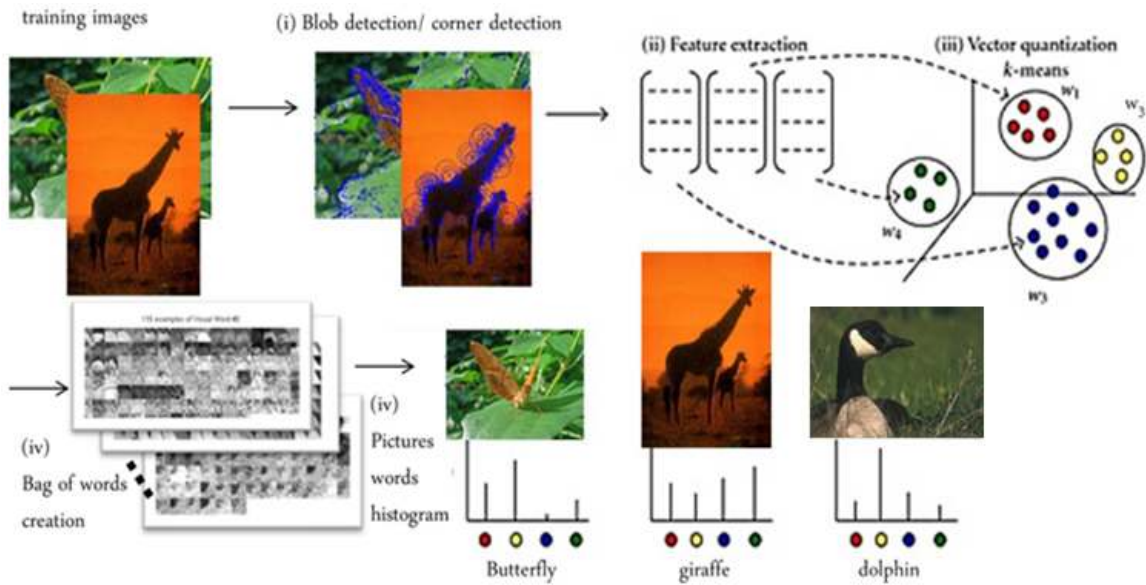 training images
(i) Blob detection/ corner detection
(ii) Feature extraction
(iii) Vector quantization
k-means
w1
w3
w4
w3
(iv)
Bag of words
creation
(iv)
Pictures
words
histogram
Butterfly
giraffe
dolphin